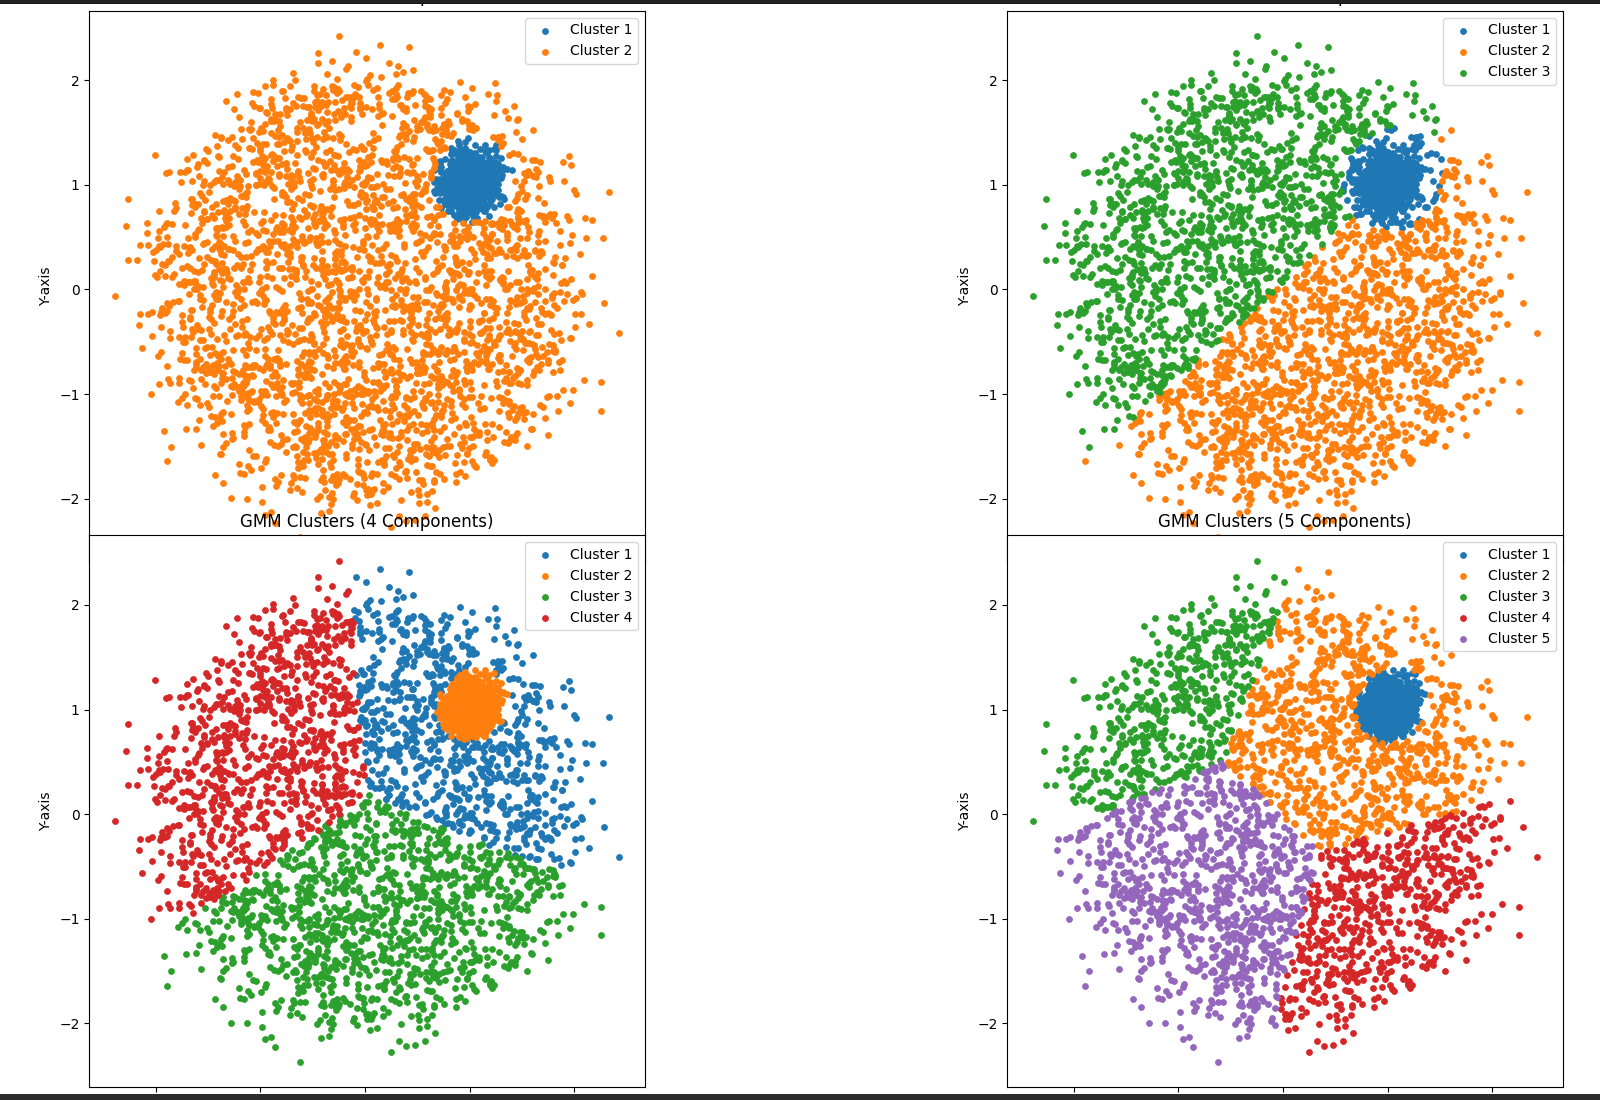 Cluster 1
Cluster 2
2
1
0
−1
−2
Y-axis
Cluster 1
Cluster 2
Cluster 3
2
1
0
−1
−2
Y-axis
GMM Clusters (4 Components)
Cluster 1
Cluster 2
Cluster 3
Cluster 4
2
1
0
−1
−2
Y-axis
GMM Clusters (5 Components)
Cluster 1
Cluster 2
Cluster 3
Cluster 4
Cluster 5
2
1
0
−1
−2
Y-axis